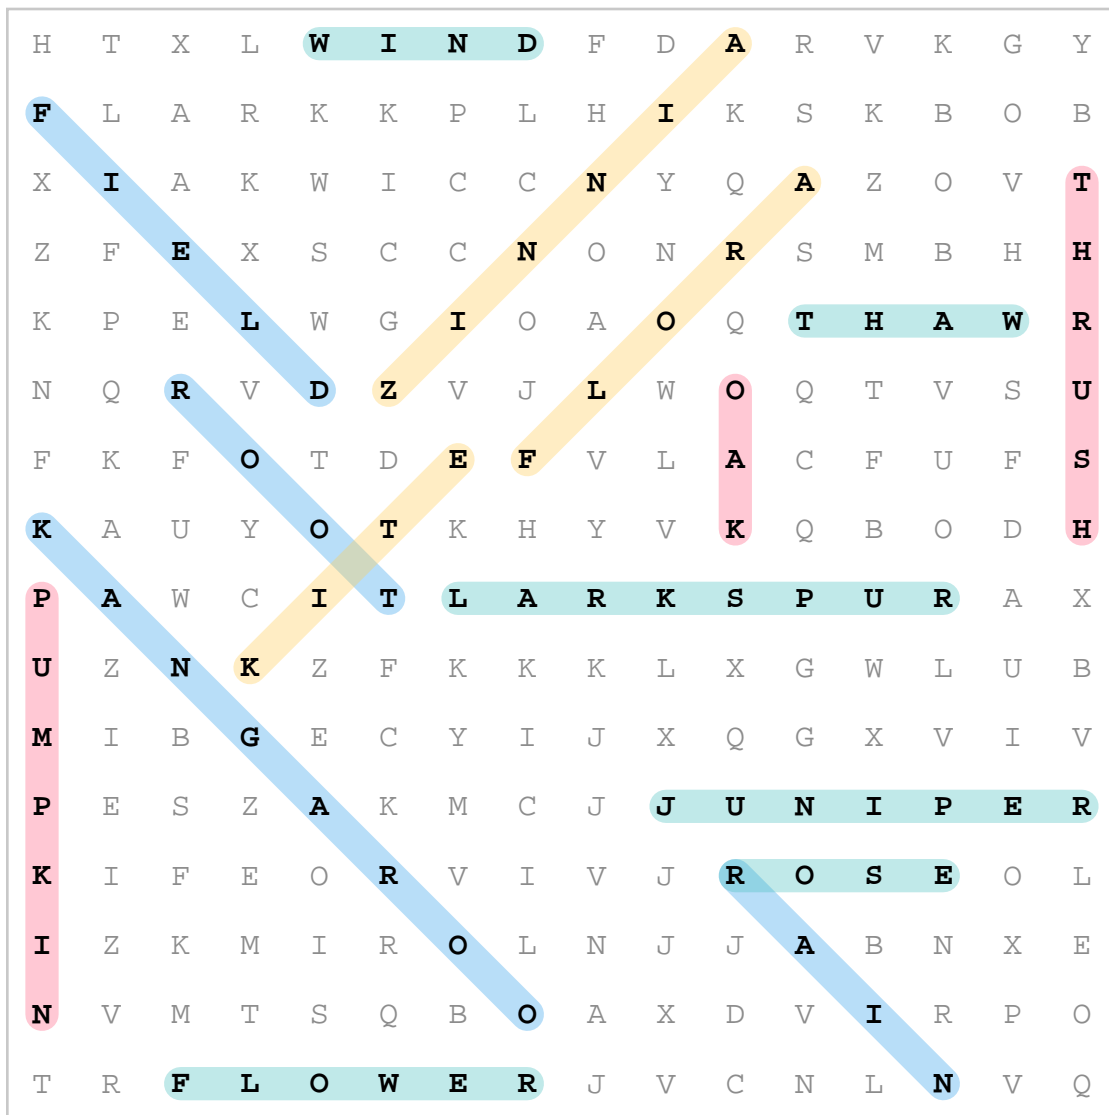 H T X L W I N D F D A R V K G Y
F L A R K K P L H I K S K B O B
X I A K W I C C N Y Q A Z O V T
Z F E X S C C N O N R S M B H H
K P E L W G I O A O Q T H A W R
N Q R V D Z V J L W O Q T V S U
F K F O T D E F V L A C F U F S
K A U Y O T K H Y V K Q B O D H
P A W C I T L A R K S P U R A X
U Z N K Z F K K K L X G W L U B
M I B G E C Y I J X Q G X V I V
P E S Z A K M C J J U N I P E R
K I F E O R V I V J R O S E O L
I Z K M I R O L N J J A B N X E
N V M T S Q B O A X D V I R P O
T R F L O W E R J V C N L N V Q